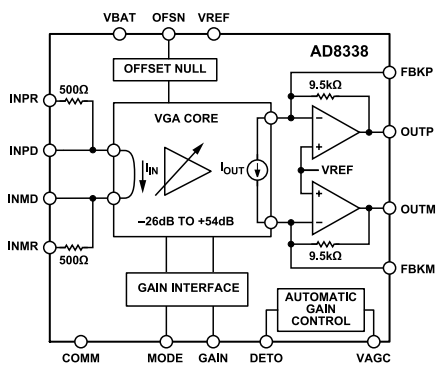 VBAT OFSN VREF
AD8338
OFFSET NULL
FBKP
INPR
500Ω
9.5kΩ
VGA CORE
INPD
OUTP
IIN
IOUT
VREF
INMD
OUTM
–26dB TO +54dB
INMR
500Ω
9.5kΩ
FBKM
GAIN INTERFACE
AUTOMATIC
GAIN
CONTROL
COMM MODE GAIN DETO VAGC